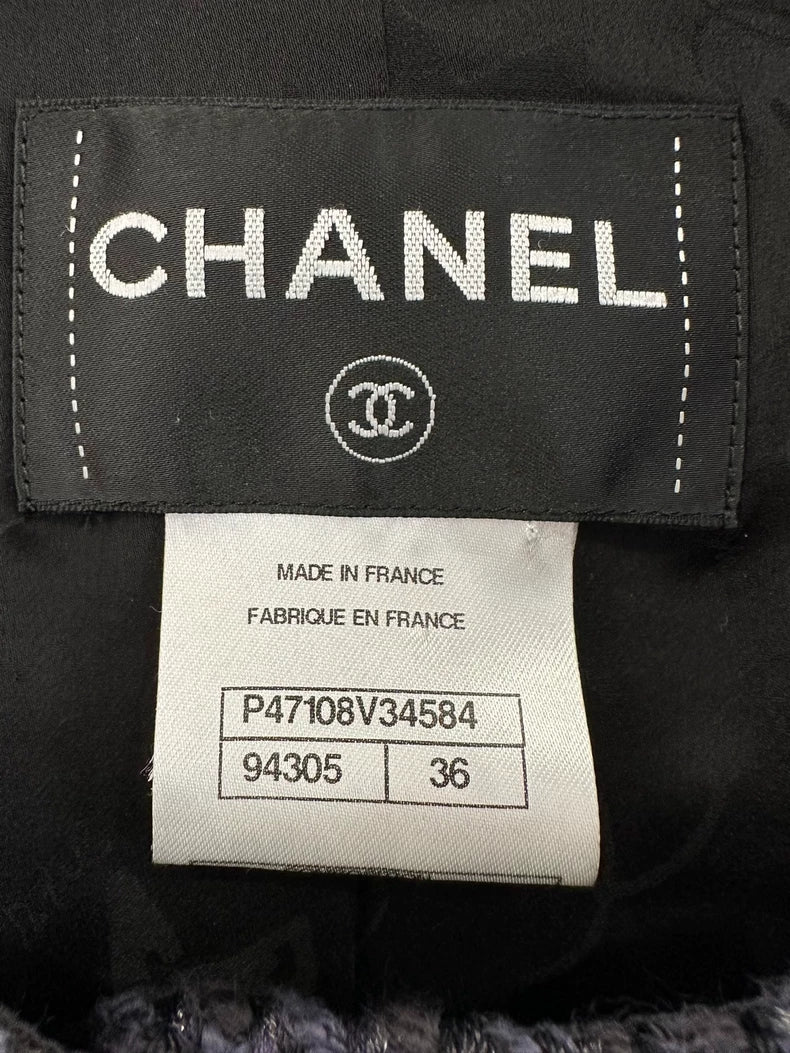 CHANEL
MADE IN FRANCE
FABRIQUE EN FRANCE
P47108V34584
94305 36